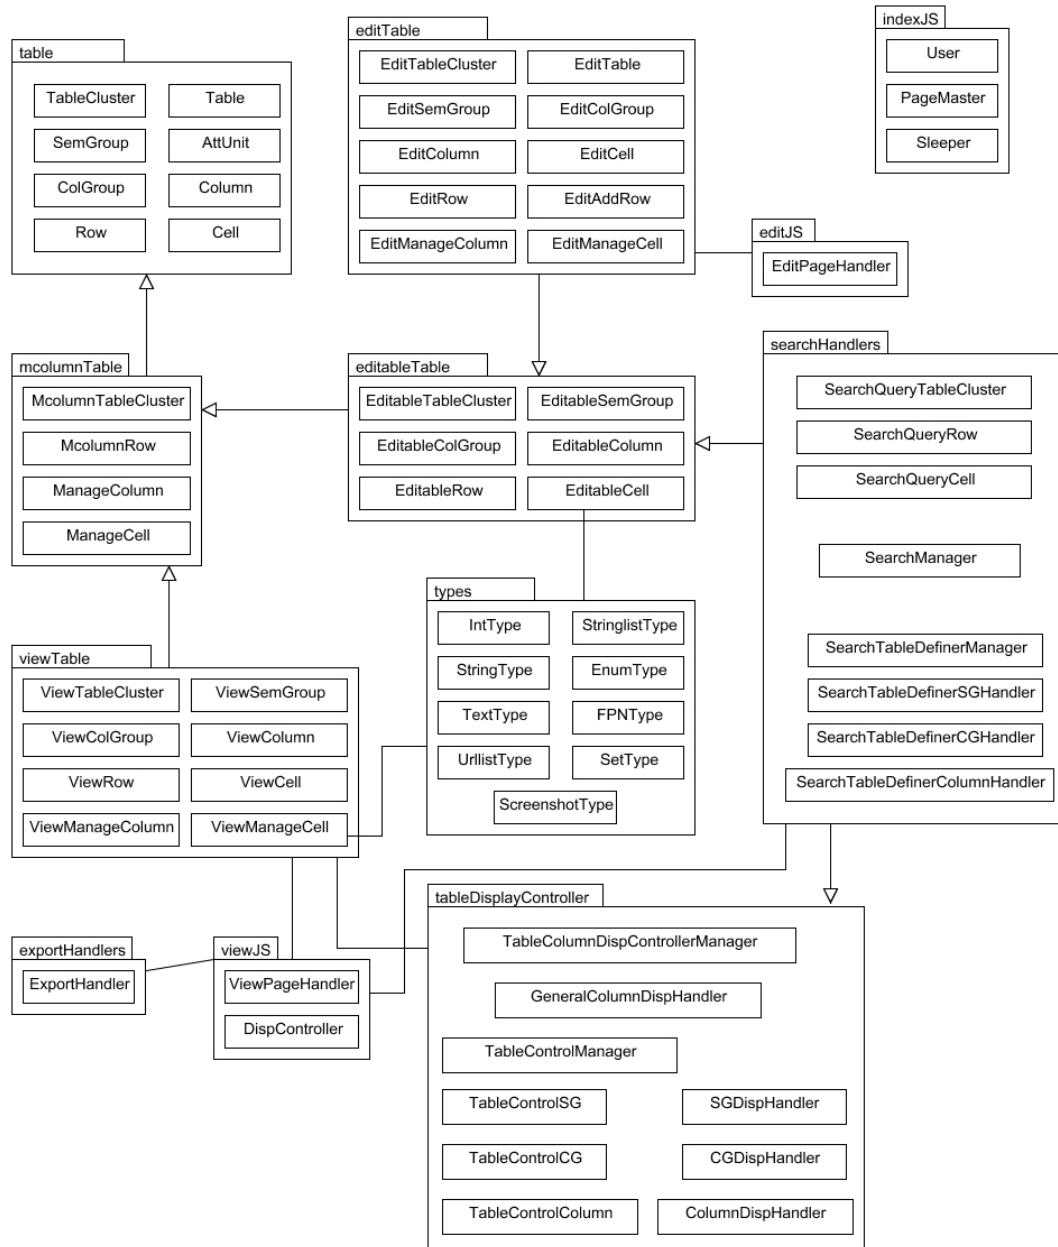 table
TableCluster
Table
SemGroup
AttUnit
ColGroup
Column
Row
Cell
editTable
EditTableCluster
EditTable
EditSemGroup
EditColGroup
EditColumn
EditCell
EditRow
EditAddRow
EditManageColumn
EditManageCell
indexJS
User
PageMaster
Sleeper
editJS
EditPageHandler
mcolumnTable
McolumnTableCluster
McolumnRow
ManageColumn
ManageCell
editableTable
EditableTableCluster
EditableSemGroup
EditableColGroup
EditableColumn
EditableRow
EditableCell
searchHandlers
SearchQueryTableCluster
SearchQueryRow
SearchQueryCell
SearchManager
SearchTableDefinerManager
SearchTableDefinerSGHandler
SearchTableDefinerCGHandler
SearchTableDefinerColumnHandler
types
IntType
StringlistType
StringType
EnumType
TextType
FPNType
UrllistType
SetType
ScreenshotType
viewTable
ViewTableCluster
ViewSemGroup
ViewColGroup
ViewColumn
ViewRow
ViewCell
ViewManageColumn
ViewManageCell
exportHandlers
ExportHandler
viewJS
ViewPageHandler
DispController
tableDisplayController
TableColumnDispControllerManager
GeneralColumnDispHandler
TableControlManager
TableControlSG
SGDispHandler
TableControlCG
CGDispHandler
TableControlColumn
ColumnDispHandler